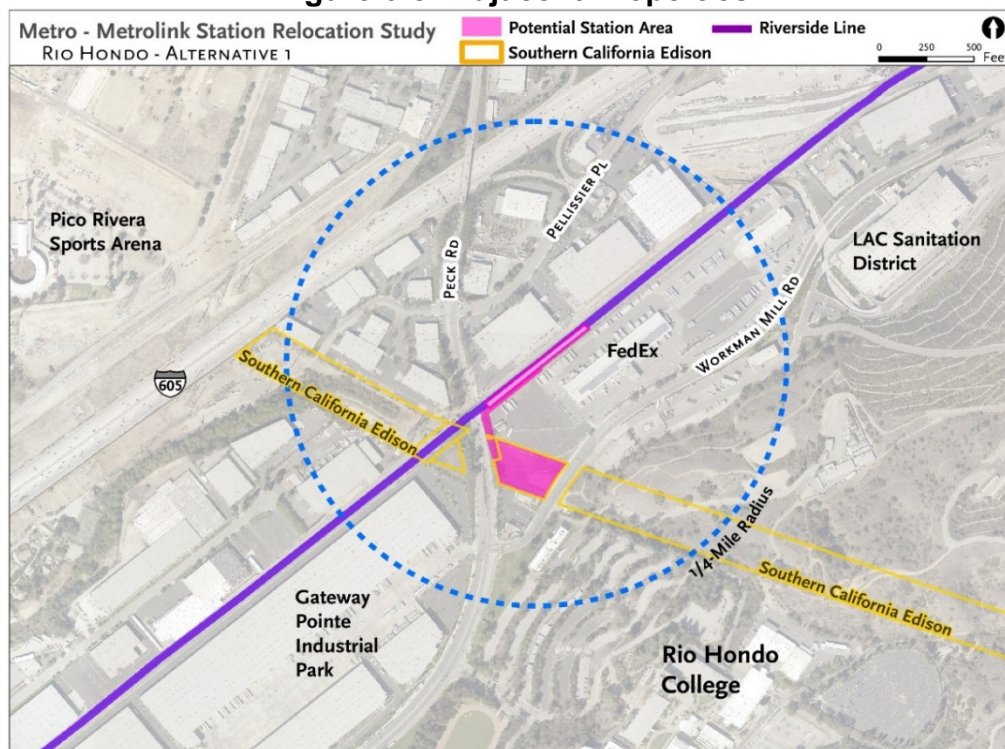 Metro - Metrolink Station Relocation Study
RIO HONDO - ALTERNATIVE 1
Potential Station Area
Riverside Line
Southern California Edison
0 250 500
Feet
Pico Rivera
Sports Arena
PECK RD
PELLISSIER PL
LAC Sanitation
District
FedEx
WORKMAN MILL RD
605
Southern California Edison
1/4-Mile Radius
Southern California Edison
Gateway
Pointe
Industrial
Park
Rio Hondo
College